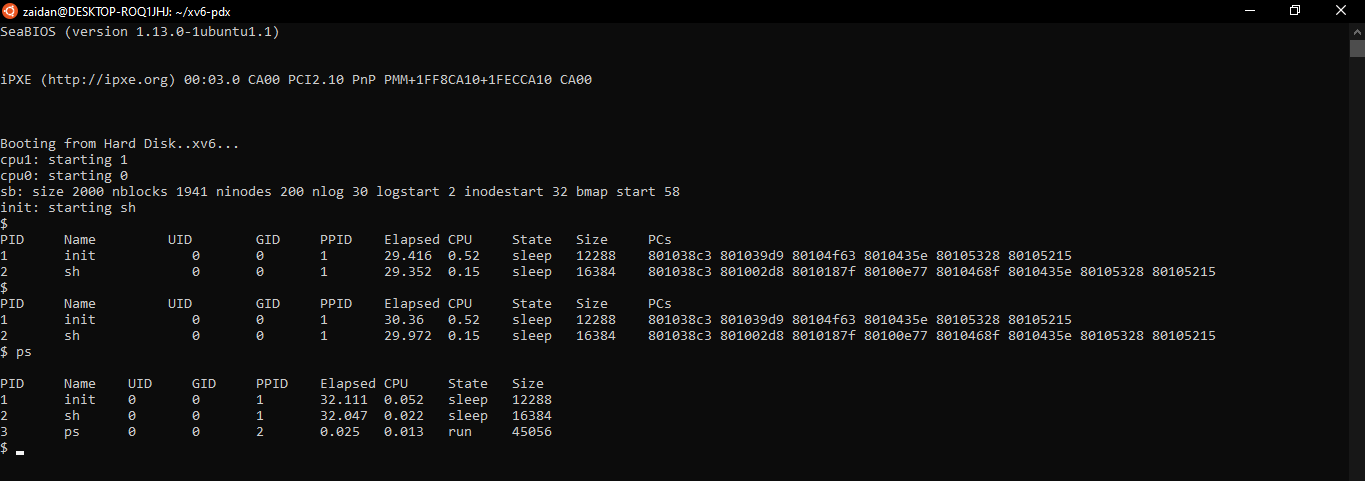 zaidan@DESKTOP-ROQ1JHJ: ~/xv6-pdx
SeaBIOS (version 1.13.0-1ubuntu1.1)
iPXE (http://ipxe.org) 00:03.0 CA00 PCI2.10 PnP PMM+1FF8CA10+1FECCA10 CA00
Booting from Hard Disk..xv6...
cpu1: starting 1
cpu0: starting 0
sb: size 2000 nblocks 1941 ninodes 200 nlog 30 logstart 2 inodestart 32 bmap start 58
init: starting sh
$
PID Name UID GID PPID Elapsed CPU State Size PCs
1 init 0 0 1 29.416 0.52 sleep 12288 801038c3 801039d9 80104f63 8010435e 80105328 80105215
2 sh 0 0 1 29.352 0.15 sleep 16384 801038c3 801002d8 8010187f 80100e77 8010468f 8010435e 80105328 80105215
$
PID Name UID GID PPID Elapsed CPU State Size PCs
1 init 0 0 1 30.36 0.52 sleep 12288 801038c3 801039d9 80104f63 8010435e 80105328 80105215
2 sh 0 0 1 29.972 0.15 sleep 16384 801038c3 801002d8 8010187f 80100e77 8010468f 8010435e 80105328 80105215
$ ps
PID Name UID GID PPID Elapsed CPU State Size
1 init 0 0 1 32.111 0.052 sleep 12288
2 sh 0 0 1 32.047 0.022 sleep 16384
3 ps 0 0 2 0.025 0.013 run 45056
$